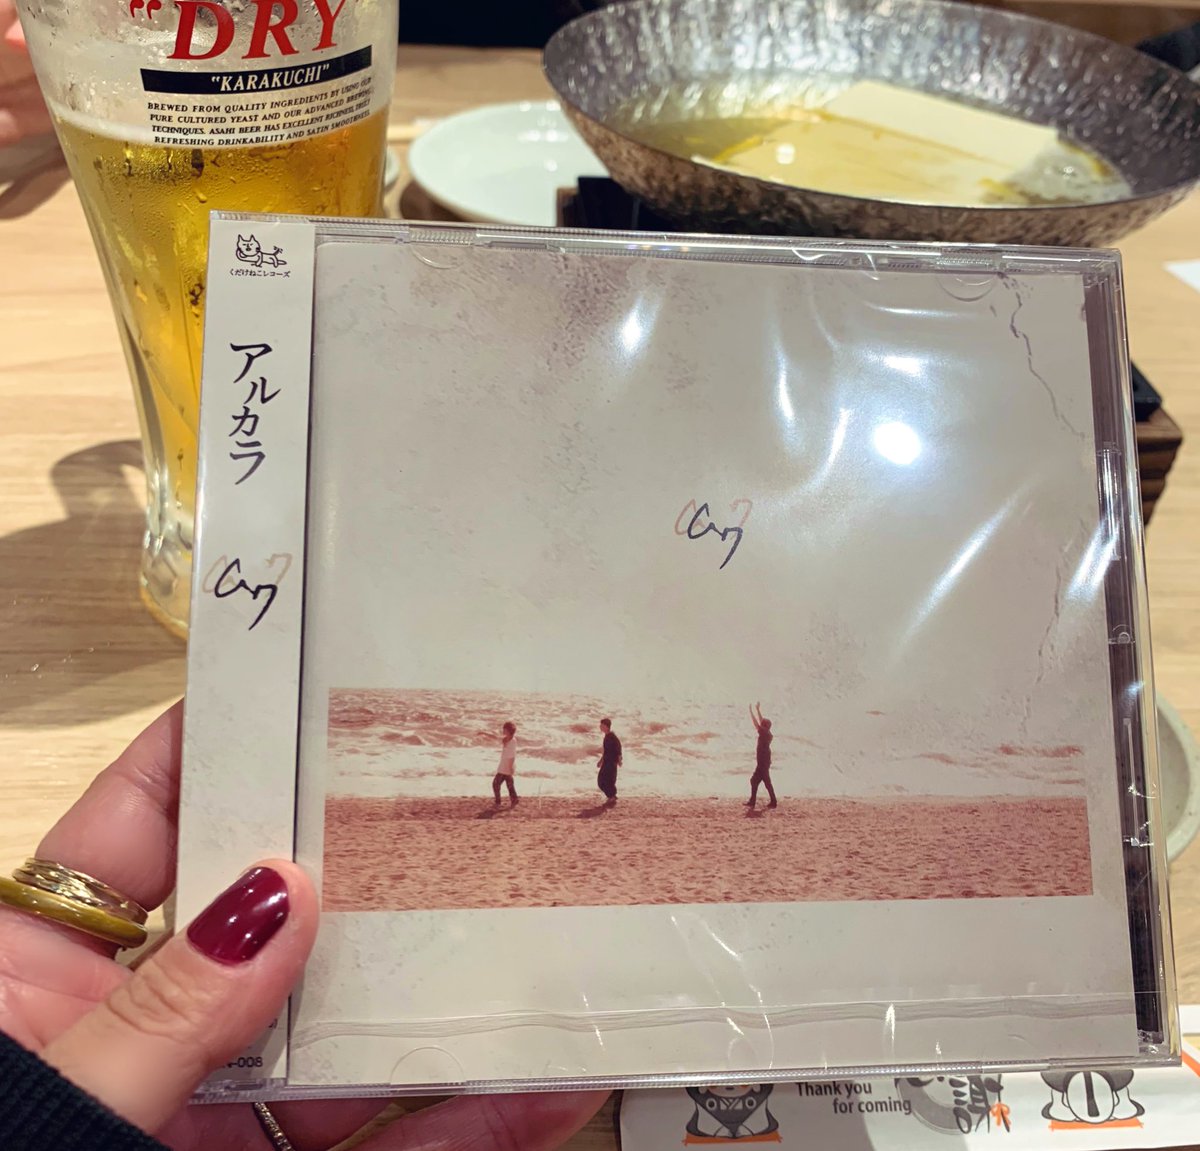 "DRY"
"KARAKUCHI"
BREWED FROM QUALITY INGREDIENTS BY USING OUR
PURE CULTURED YEAST AND OUR ADVANCED BREWING
TECHNIQUES. ASAHI BEER HAS EXCELLENT RICHNESS, TRULY
REFRESHING DRINKABILITY AND SATIN SMOOTHNESS.
くだけねこレコーズ
アルカラ
-008
Thank you
for coming